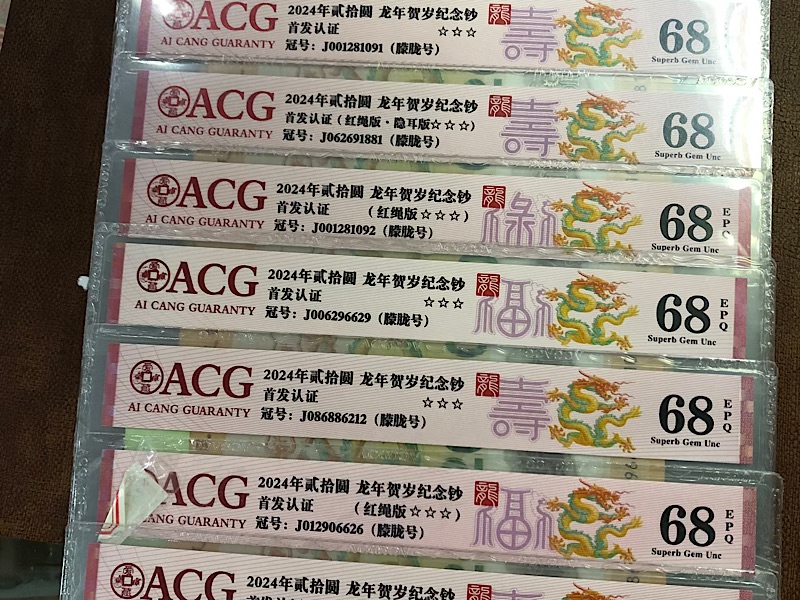 ACG
AI CANG GUARANTY
2024年贰拾圆 龙年贺岁纪念钞
首发认证 ☆☆☆
冠号：J001281091（朦胧号）
龍
壽
68
Superb Gem Unc
ACG
AI CANG GUARANTY
2024年贰拾圆 龙年贺岁纪念钞
首发认证（红绳版·隐耳版☆☆☆）
冠号：J062691881（朦胧号）
龍
壽
68
Superb Gem Unc
ACG
AI CANG GUARANTY
2024年贰拾圆 龙年贺岁纪念钞
首发认证 （红绳版☆☆☆）
冠号：J001281092（朦胧号）
龍
祿
68
EPQ
Superb Gem Unc
ACG
AI CANG GUARANTY
2024年贰拾圆 龙年贺岁纪念钞
首发认证 ☆☆☆
冠号：J006296629（朦胧号）
龍
福
68
EPQ
Superb Gem Unc
ACG
AI CANG GUARANTY
2024年贰拾圆 龙年贺岁纪念钞
首发认证 ☆☆☆
冠号：J086886212（朦胧号）
龍
壽
68
EPQ
Superb Gem Unc
ACG
CANG GUARANTY
2024年贰拾圆 龙年贺岁纪念钞
首发认证 （红绳版☆☆☆）
冠号：J012906626（朦胧号）
龍
福
68
EPQ
Superb Gem Unc
ACG
2024年贰拾圆 龙年贺岁纪念钞
龍
68